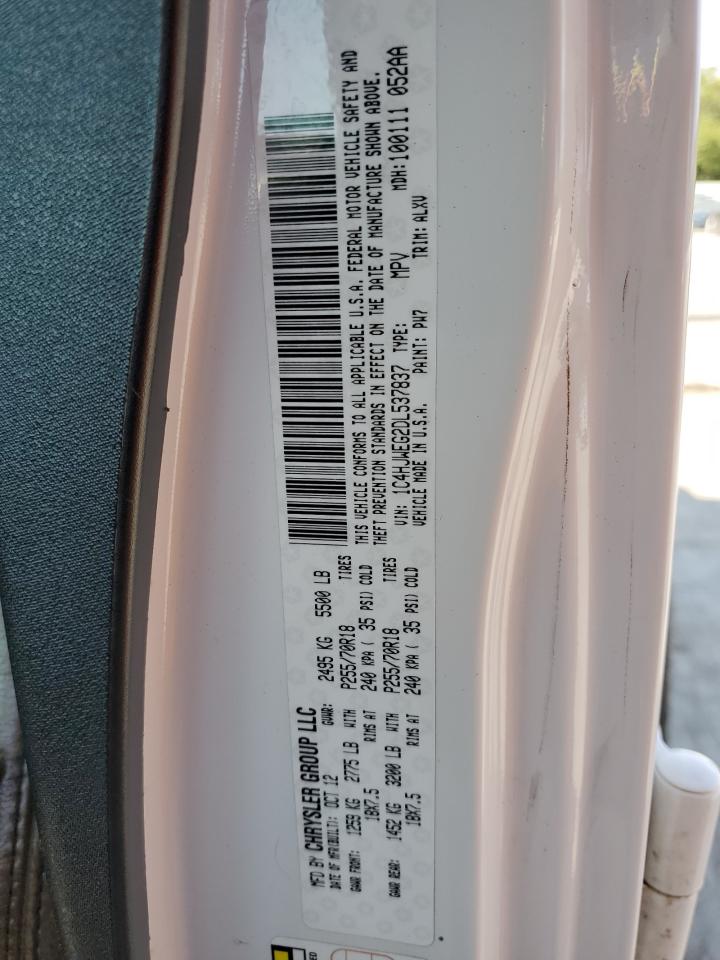 MFD BY CHRYSLER GROUP LLC
DATE OF MFR(BUILT): OCT 12 GVWR: 2495 KG 5500 LB
GAWR FRONT: 1259 KG 2775 LB WITH P255/70R18 TIRES
18X7.5 RIMS AT 240 KPA ( 35 PSI) COLD
GAWR REAR: 1452 KG 3200 LB WITH P255/70R18 TIRES
18X7.5 RIMS AT 240 KPA ( 35 PSI) COLD
THIS VEHICLE CONFORMS TO ALL APPLICABLE U.S.A. FEDERAL MOTOR VEHICLE SAFETY AND
THEFT PREVENTION STANDARDS IN EFFECT ON THE DATE OF MANUFACTURE SHOWN ABOVE.
VIN: 1C4HJWEG2DL537837 TYPE: MPV MDH:100111 052AA
VEHICLE MADE IN U.S.A. PAINT: PW7 TRIM: ALXV